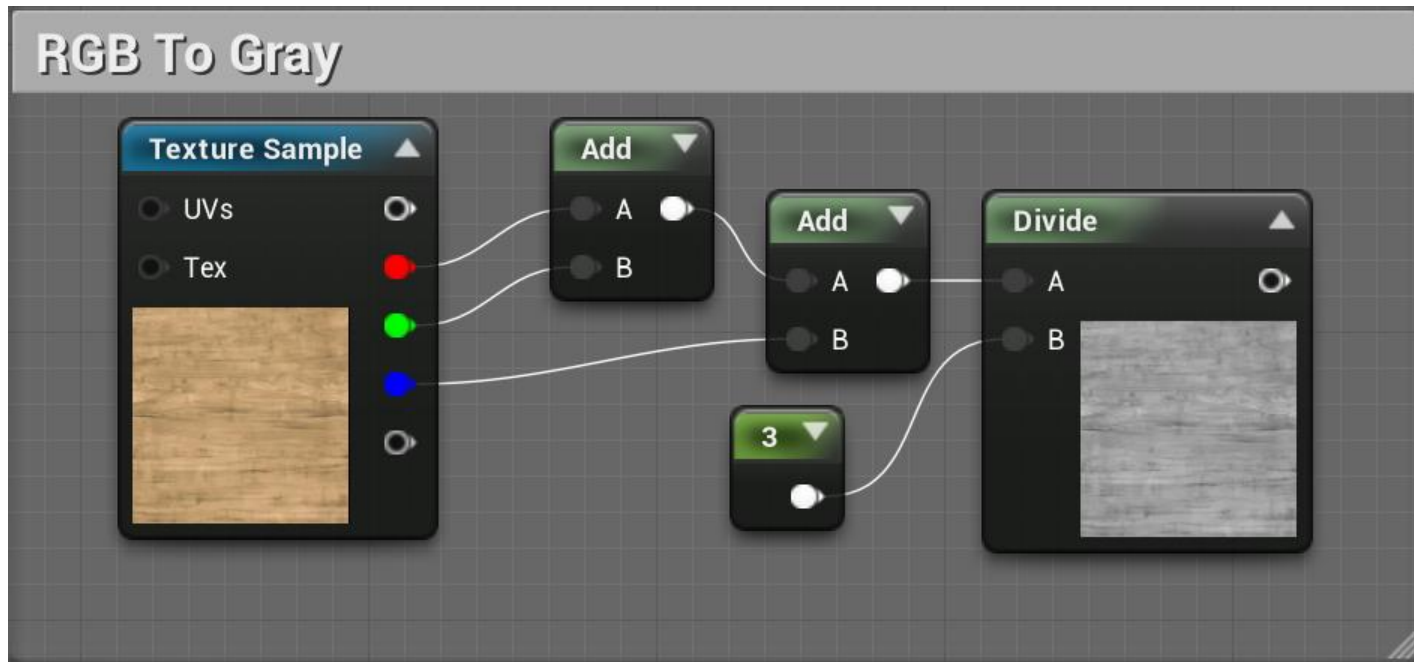 RGB To Gray
Texture Sample
UVs
Tex
Add
A
B
Add
A
B
3
Divide
A
B